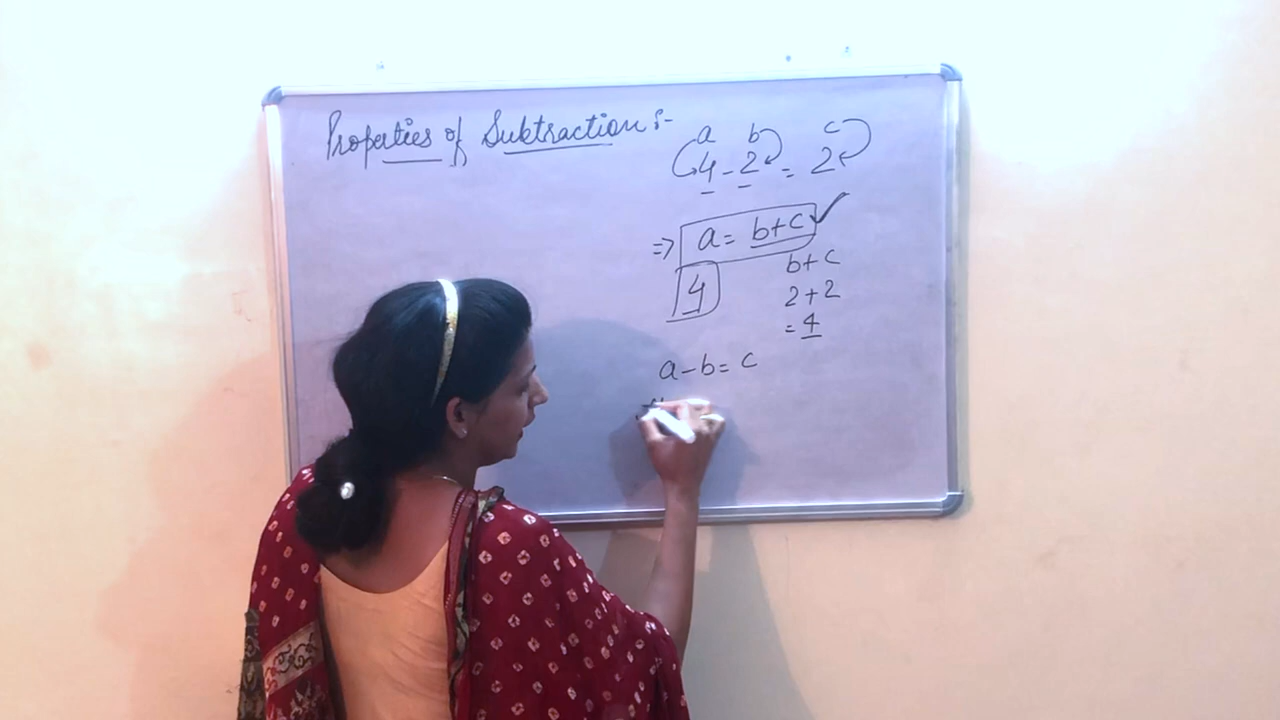 Properties of Subtraction :-
a b c
4 - 2 = 2
=> a = b+c ✓
4
b+c
2+2
= 4
a-b= c